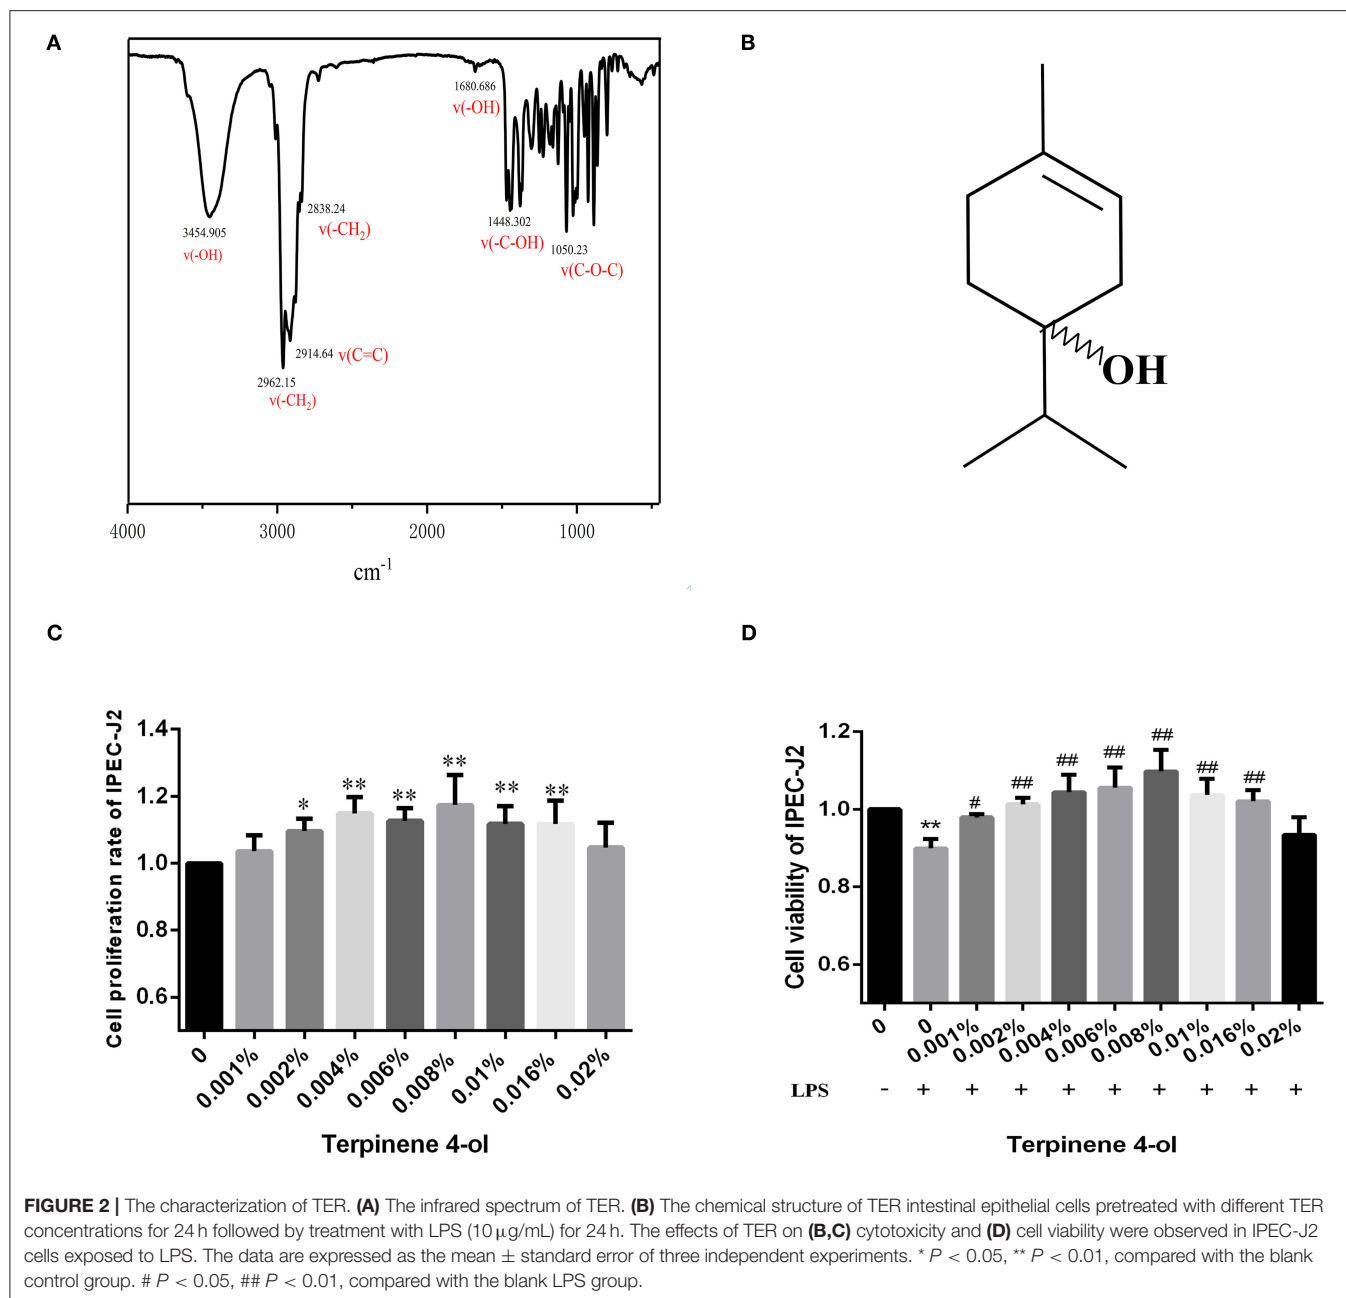 A
B
1680.686
ν(-OH)
2838.24
ν(-CH2)
3454.905
ν(-OH)
1448.302
ν(-C-OH)
1050.23
ν(C-O-C)
2914.64 ν(C=C)
2962.15
ν(-CH2)
OH
4000 3000 2000 1000
cm-1
C
D
Cell proliferation rate of IPEC-J2
1.4
1.2
1.0
0.8
0.6
* ** ** ** ** **
0 0.001% 0.002% 0.004% 0.006% 0.008% 0.01% 0.016% 0.02%
Terpinene 4-ol
Cell viability of IPEC-J2
1.2
1.0
0.8
0.6
** # ## ## ## ## ## ##
0 0 0.001% 0.002% 0.004% 0.006% 0.008% 0.01% 0.016% 0.02%
LPS - + + + + + + + + +
Terpinene 4-ol
FIGURE 2 | The characterization of TER. (A) The infrared spectrum of TER. (B) The chemical structure of TER intestinal epithelial cells pretreated with different TER
concentrations for 24 h followed by treatment with LPS (10 μg/mL) for 24 h. The effects of TER on (B,C) cytotoxicity and (D) cell viability were observed in IPEC-J2
cells exposed to LPS. The data are expressed as the mean ± standard error of three independent experiments. * P < 0.05, ** P < 0.01, compared with the blank
control group. # P < 0.05, ## P < 0.01, compared with the blank LPS group.